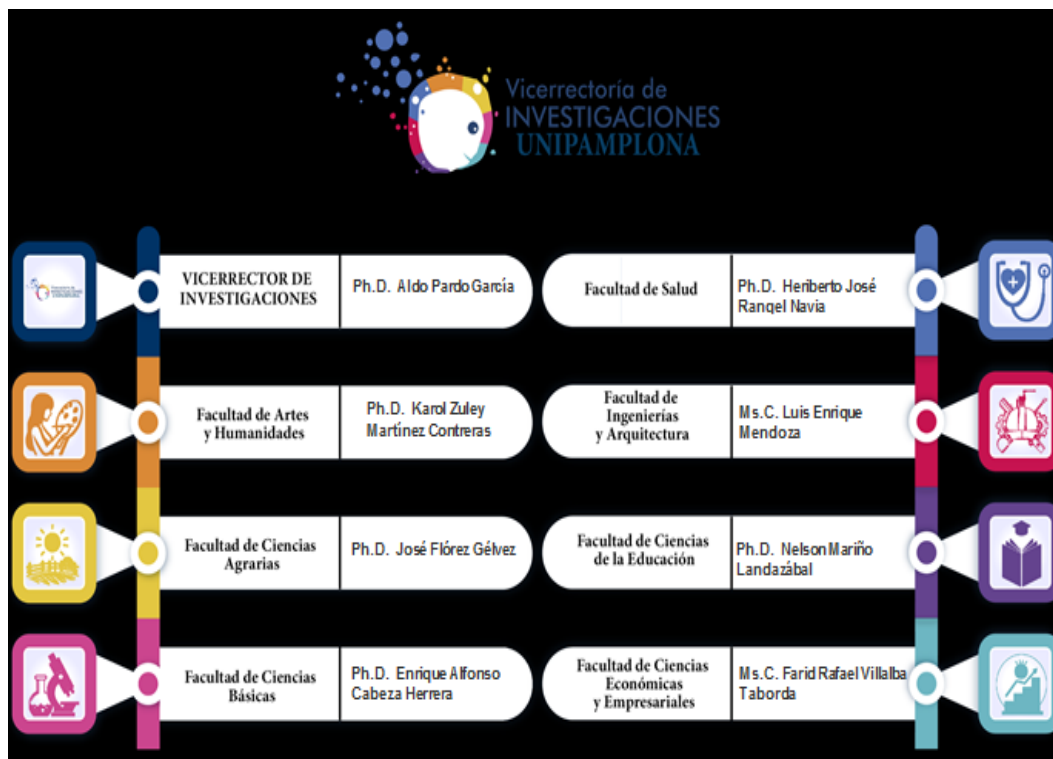 Vicerrectoría de
INVESTIGACIONES
UNIPAMPLONA
VICERRECTOR DE
INVESTIGACIONES
Ph.D. Aldo Pardo García
Facultad de Artes
y Humanidades
Ph.D. Karol Zuley
Martínez Contreras
Facultad de Ciencias
Agrarias
Ph.D. José Flórez Gélvez
Facultad de Ciencias
Básicas
Ph.D. Enrique Alfonso
Cabeza Herrera
Facultad de Salud
Ph.D. Heriberto José
Rangel Navia
Facultad de
Ingenierías
y Arquitectura
Ms.C. Luis Enrique
Mendoza
Facultad de Ciencias
de la Educación
Ph.D. Nelson Mariño
Landazábal
Facultad de Ciencias
Económicas
y Empresariales
Ms.C. Farid Rafael Villalba
Taborda